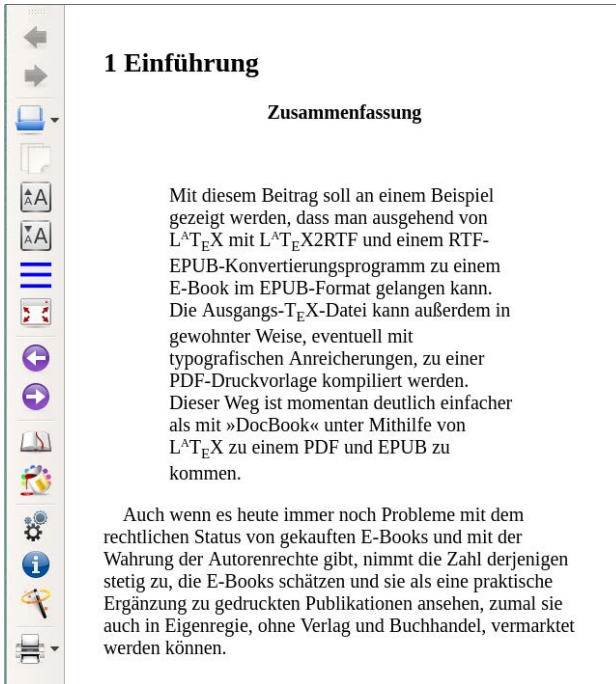 1 Einführung
Zusammenfassung
Mit diesem Beitrag soll an einem Beispiel
gezeigt werden, dass man ausgehend von
LATEX mit LATEX2RTF und einem RTF-
EPUB-Konvertierungsprogramm zu einem
E-Book im EPUB-Format gelangen kann.
Die Ausgangs-TEX-Datei kann außerdem in
gewohnter Weise, eventuell mit
typografischen Anreicherungen, zu einer
PDF-Druckvorlage kompiliert werden.
Dieser Weg ist momentan deutlich einfacher
als mit »DocBook« unter Mithilfe von
LATEX zu einem PDF und EPUB zu
kommen.
Auch wenn es heute immer noch Probleme mit dem
rechtlichen Status von gekauften E-Books und mit der
Wahrung der Autorenrechte gibt, nimmt die Zahl derjenigen
stetig zu, die E-Books schätzen und sie als eine praktische
Ergänzung zu gedruckten Publikationen ansehen, zumal sie
auch in Eigenregie, ohne Verlag und Buchhandel, vermarktet
werden können.